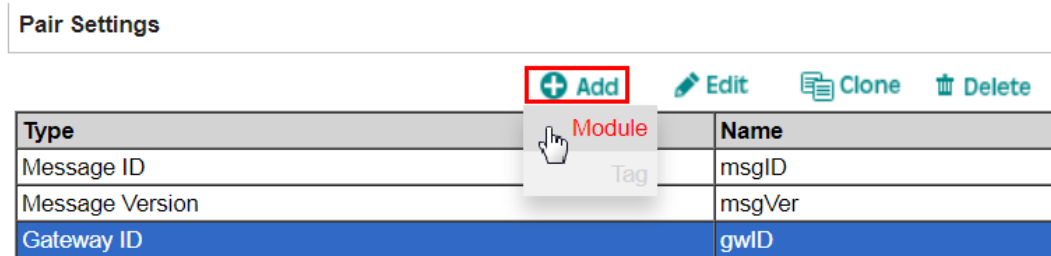 Pair Settings
Add Edit Clone Delete
Type Name
Module
Message ID msgID
Tag
Message Version msgVer
Gateway ID gwID